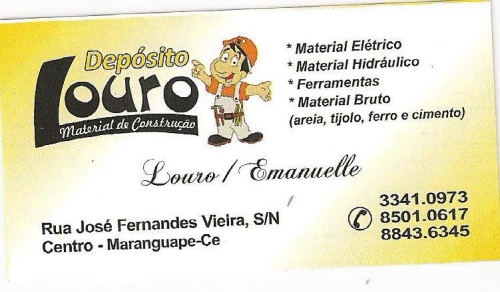 Depósito
Louro
Material de Construção
* Material Elétrico
* Material Hidráulico
* Ferramentas
* Material Bruto
(areia, tijolo, ferro e cimento)
Louro / Emanuelle
Rua José Fernandes Vieira, S/N
Centro - Maranguape-Ce
3341.0973
8501.0617
8843.6345